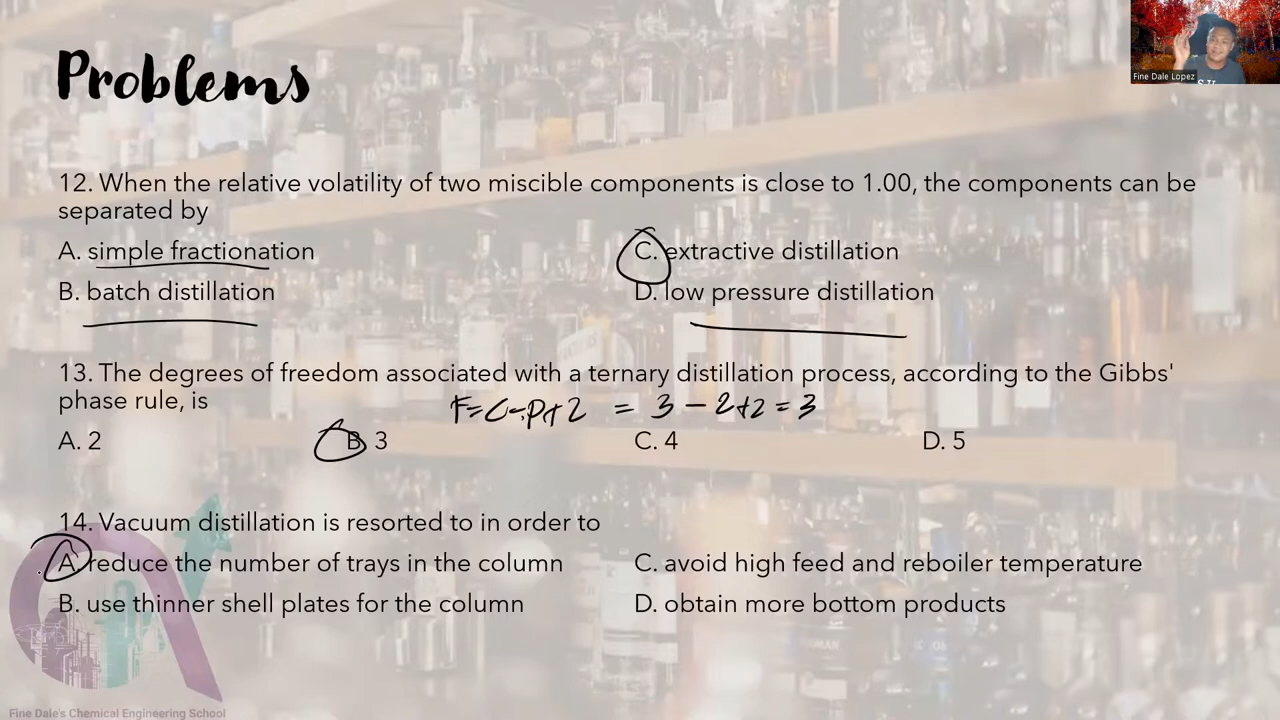 Problems
Fine Dale Lopez
12. When the relative volatility of two miscible components is close to 1.00, the components can be
separated by
A. simple fractionation
C. extractive distillation
B. batch distillation
D. low pressure distillation
13. The degrees of freedom associated with a ternary distillation process, according to the Gibbs'
phase rule, is
F=C-P+2 = 3-2+2=3
A. 2
B. 3
C. 4
D. 5
14. Vacuum distillation is resorted to in order to
A. reduce the number of trays in the column
C. avoid high feed and reboiler temperature
B. use thinner shell plates for the column
D. obtain more bottom products
Fine Dale's Chemical Engineering School